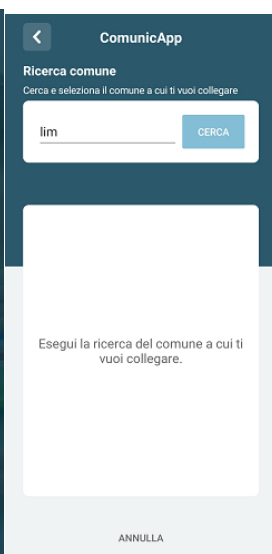 ComunicApp
Ricerca comune
Cerca e seleziona il comune a cui ti vuoi collegare
lim
CERCA
Esegui la ricerca del comune a cui ti
vuoi collegare.
ANNULLA